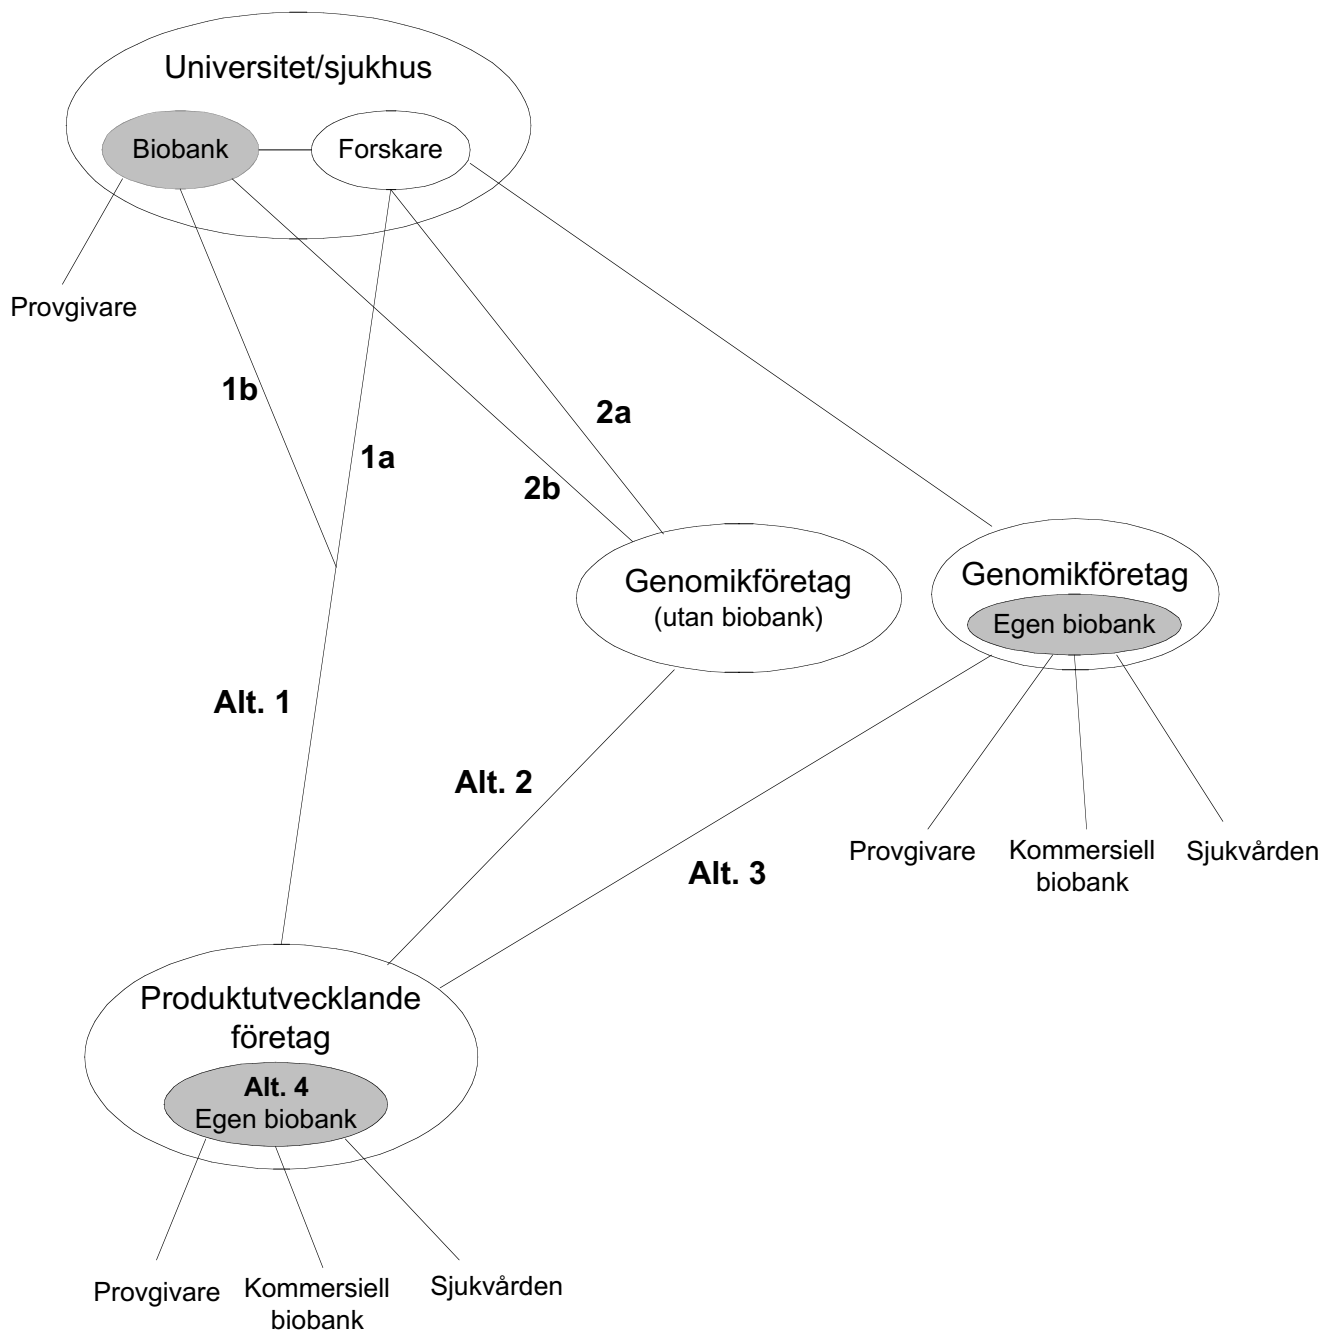 Universitet/sjukhus
Biobank
Forskare
Provgivare
1b
1a
2a
2b
Genomikföretag
(utan biobank)
Genomikföretag
Egen biobank
Alt. 1
Alt. 2
Alt. 3
Provgivare
Kommersiell
biobank
Sjukvården
Produktutvecklande
företag
Alt. 4
Egen biobank
Provgivare
Kommersiell
biobank
Sjukvården